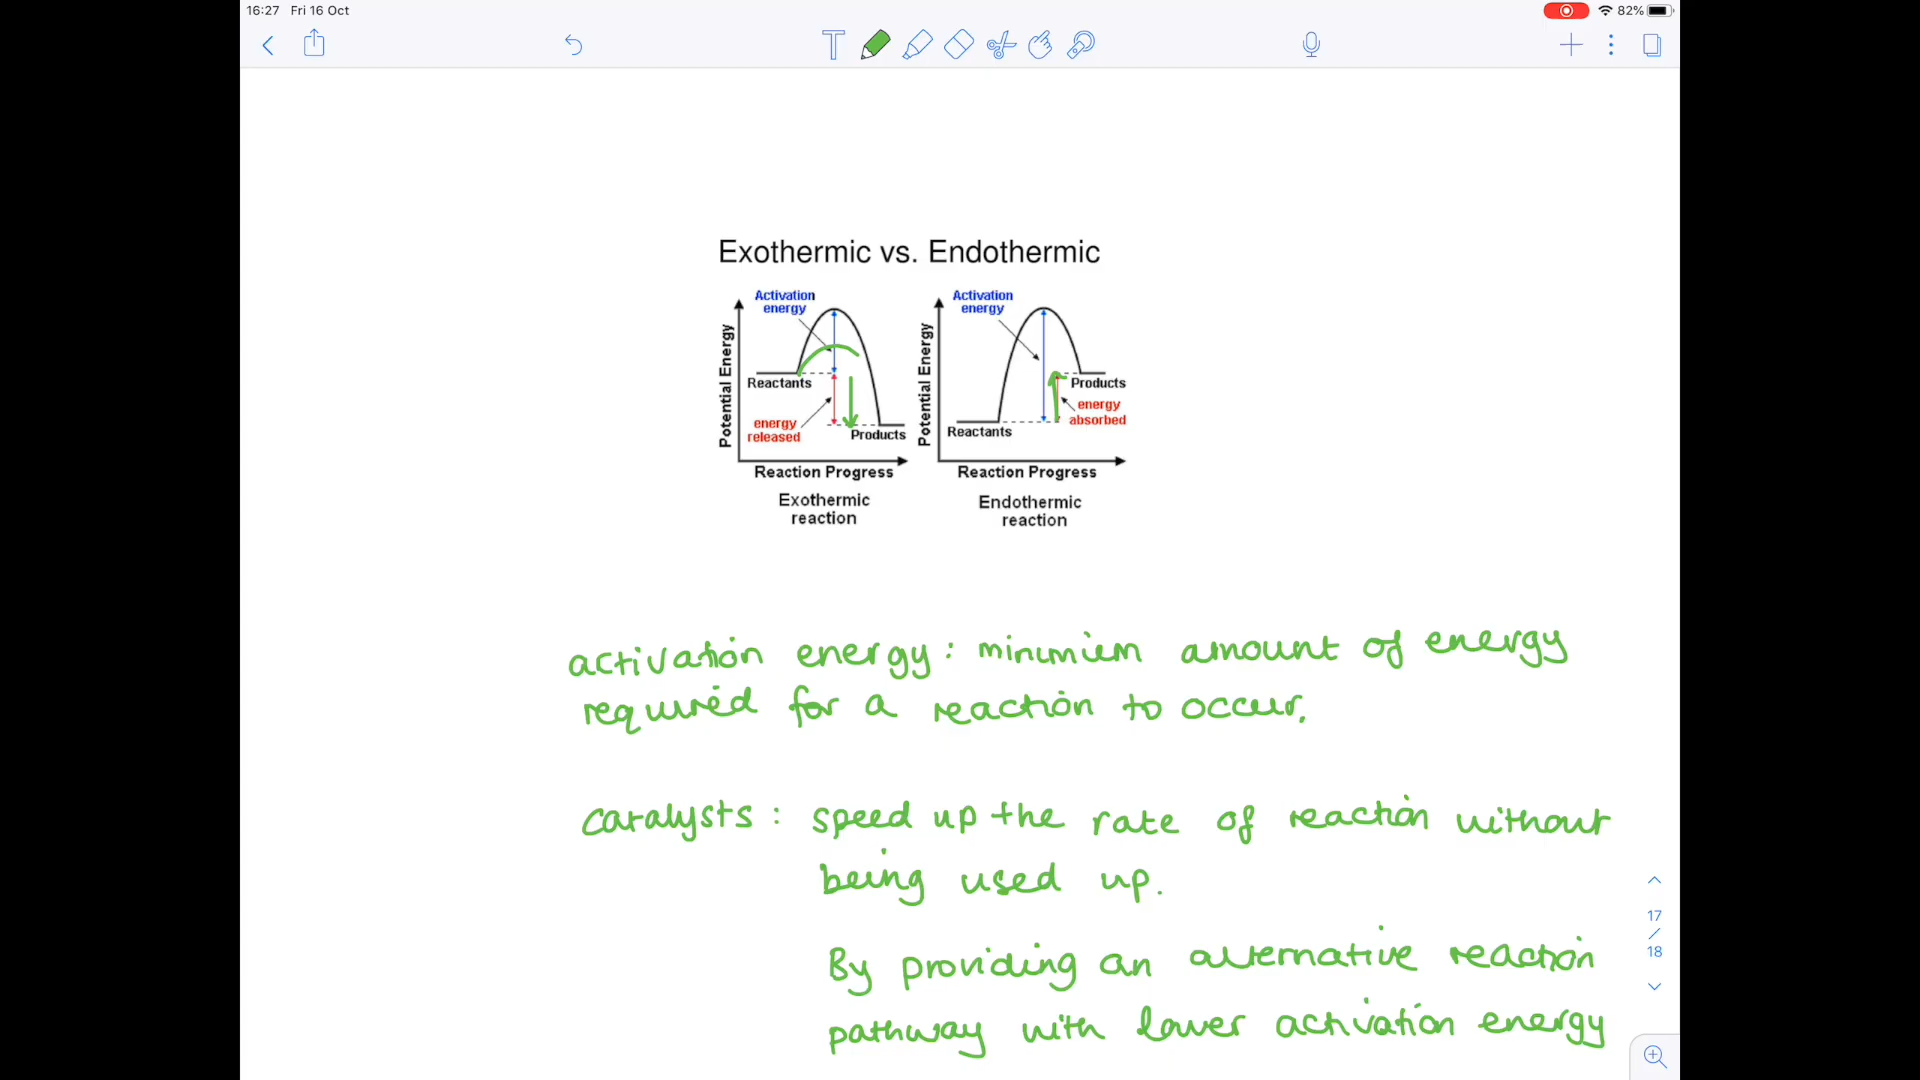 16:27 Fri 16 Oct
82%
Exothermic vs. Endothermic
Activation
energy
Potential Energy
Reactants
energy
released
Products
Reaction Progress
Exothermic
reaction
Activation
energy
Potential Energy
Products
energy
absorbed
Reactants
Reaction Progress
Endothermic
reaction
activation energy: minimum amount of energy
required for a reaction to occur.
catalysts: speed up the rate of reaction without
being used up.
By providing an alternative reaction
pathway with lower activation energy
17
/
18